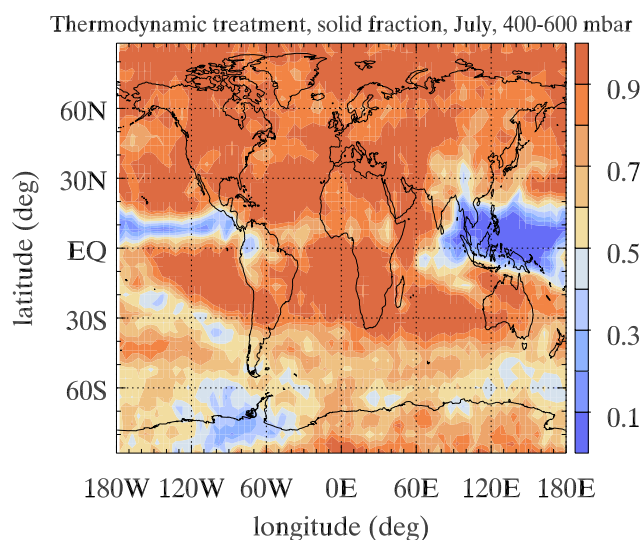 Thermodynamic treatment, solid fraction, July, 400-600 mbar
0.9
60N
0.7
30N
latitude (deg)
EQ
0.5
30S
0.3
60S
0.1
180W 120W 60W 0E 60E 120E 180E
longitude (deg)